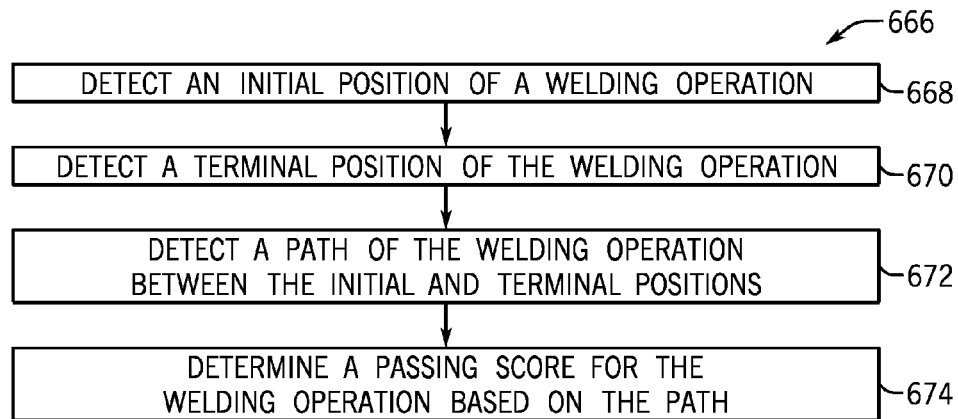 666
DETECT AN INITIAL POSITION OF A WELDING OPERATION
668
DETECT A TERMINAL POSITION OF THE WELDING OPERATION
670
DETECT A PATH OF THE WELDING OPERATION
BETWEEN THE INITIAL AND TERMINAL POSITIONS
672
DETERMINE A PASSING SCORE FOR THE
WELDING OPERATION BASED ON THE PATH
674